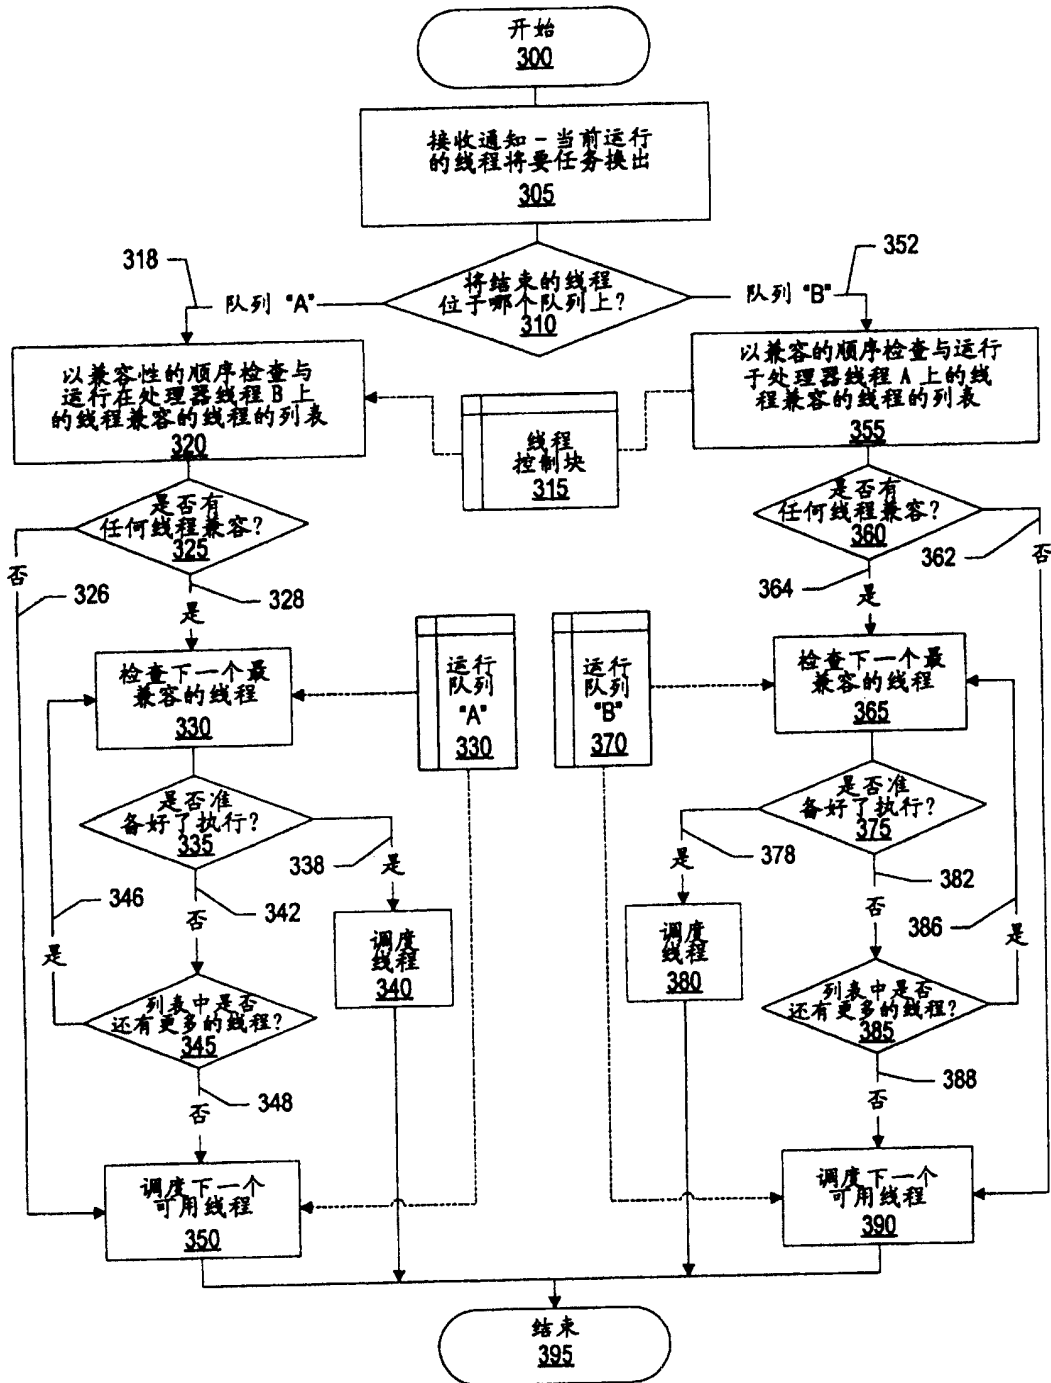 开始
300
接收通知-当前运行
的线程将要任务换出
305
318
352
将结束的线程
位于哪个队列上?
310
队列 "A"
队列 "B"
以兼容性的顺序检查与
运行在处理器线程 B 上
的线程兼容的线程的列表
320
线程
控制块
315
以兼容的顺序检查与运行
于处理器线程 A 上的线
程兼容的线程的列表
355
是否有
任何线程兼容?
325
是否有
任何线程兼容?
360
否
326
328
是
362
否
364
是
检查下一个最
兼容的线程
330
运行
队列
"A"
330
运行
队列
"B"
370
检查下一个最
兼容的线程
365
是否准
备好了执行?
335
338
是
是否准
备好了执行?
375
378
是
346
是
342
否
382
否
386
是
调度
线程
340
调度
线程
380
列表中是否
还有更多的线程?
345
列表中是否
还有更多的线程?
385
348
否
388
否
调度下一个
可用线程
350
调度下一个
可用线程
390
结束
395